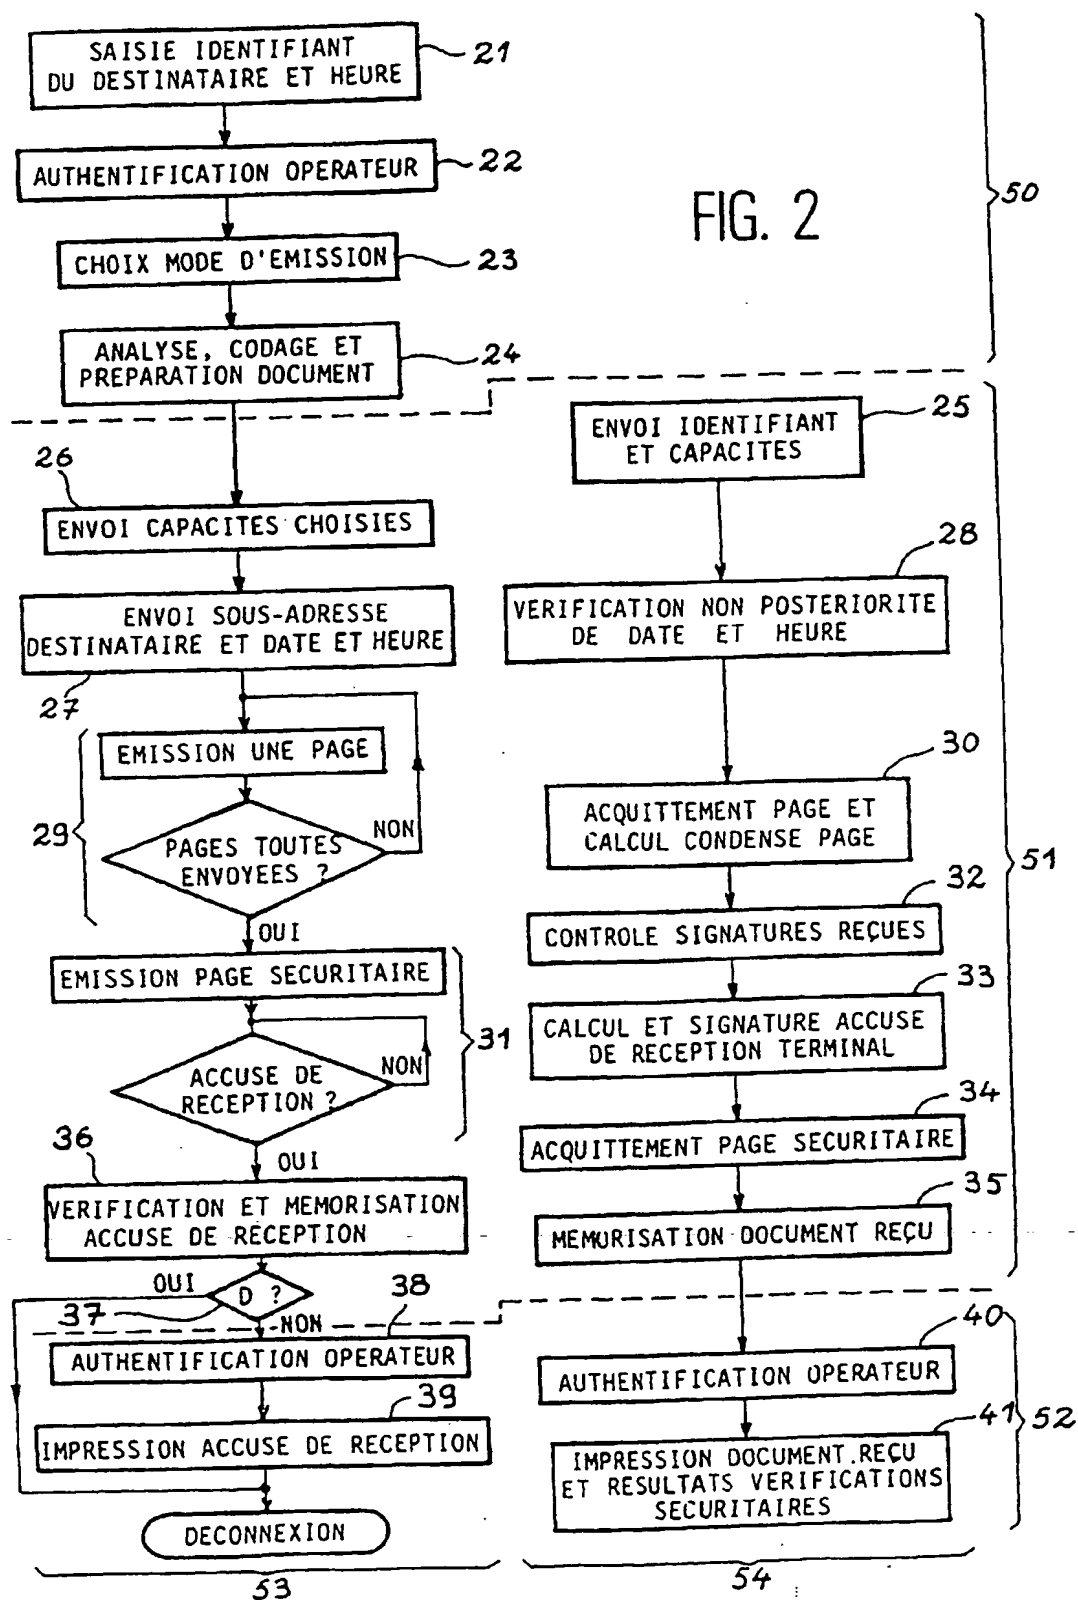 SAISIE IDENTIFIANT
DU DESTINATAIRE ET HEURE
21
AUTHENTIFICATION OPERATEUR
22
FIG. 2
50
CHOIX MODE D'EMISSION
23
ANALYSE, CODAGE ET
PREPARATION DOCUMENT
24
ENVOI IDENTIFIANT
ET CAPACITES
25
26
ENVOI CAPACITES CHOISIES
28
VERIFICATION NON POSTERIORITE
DE DATE ET HEURE
ENVOI SOUS-ADRESSE
DESTINATAIRE ET DATE ET HEURE
27
EMISSION UNE PAGE
29
PAGES TOUTES
ENVOYEES ?
NON
OUI
30
ACQUITTEMENT PAGE ET
CALCUL CONDENSE PAGE
51
32
CONTROLE SIGNATURES REÇUES
EMISSION PAGE SECURITAIRE
31
33
CALCUL ET SIGNATURE ACCUSE
DE RECEPTION TERMINAL
ACCUSE DE
RECEPTION ?
NON
OUI
34
ACQUITTEMENT PAGE SECURITAIRE
36
VERIFICATION ET MEMORISATION
ACCUSE DE RECEPTION
35
MEMORISATION DOCUMENT REÇU
OUI
D ?
37
NON
38
AUTHENTIFICATION OPERATEUR
40
AUTHENTIFICATION OPERATEUR
39
IMPRESSION ACCUSE DE RECEPTION
41
52
IMPRESSION DOCUMENT REÇU
ET RESULTATS VERIFICATIONS
SECURITAIRES
DECONNEXION
53
54